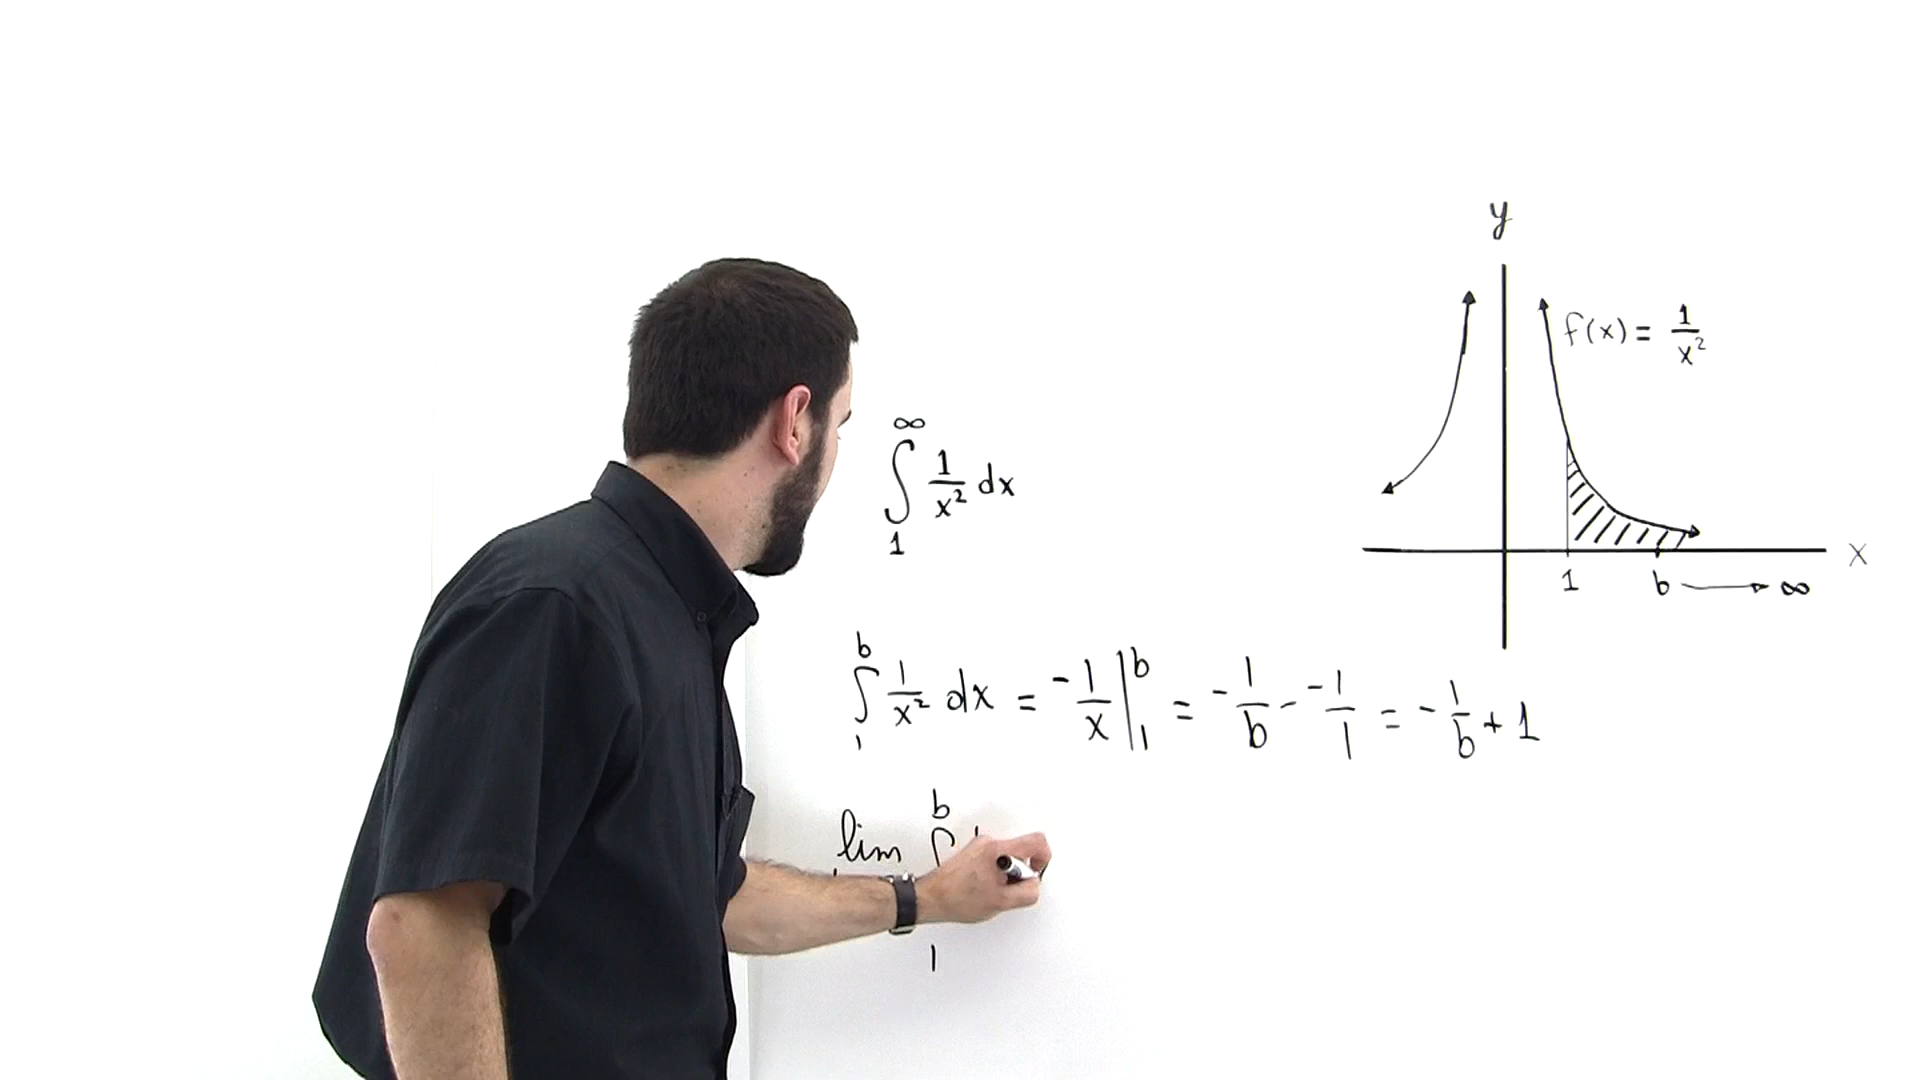 y
f(x) = 1/x²
∞
∫ 1/x² dx
1
x
1 b → ∞
b
∫ 1/x² dx = -1/x |b 1 = -1/b - -1/1 = -1/b + 1
1
b
lim ∫
1